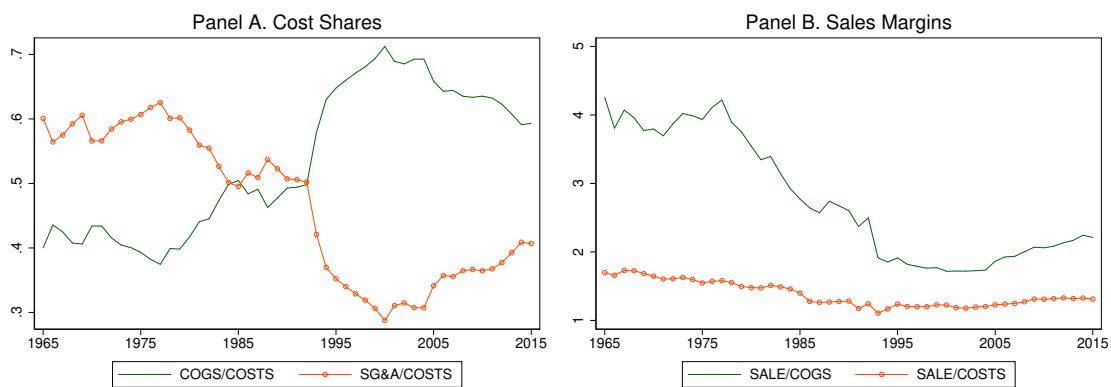 Panel A. Cost Shares
.7
.6
.5
.4
.3
1965 1975 1985 1995 2005 2015
COGS/COSTS SG&A/COSTS
Panel B. Sales Margins
5
4
3
2
1
1965 1975 1985 1995 2005 2015
SALE/COGS SALE/COSTS